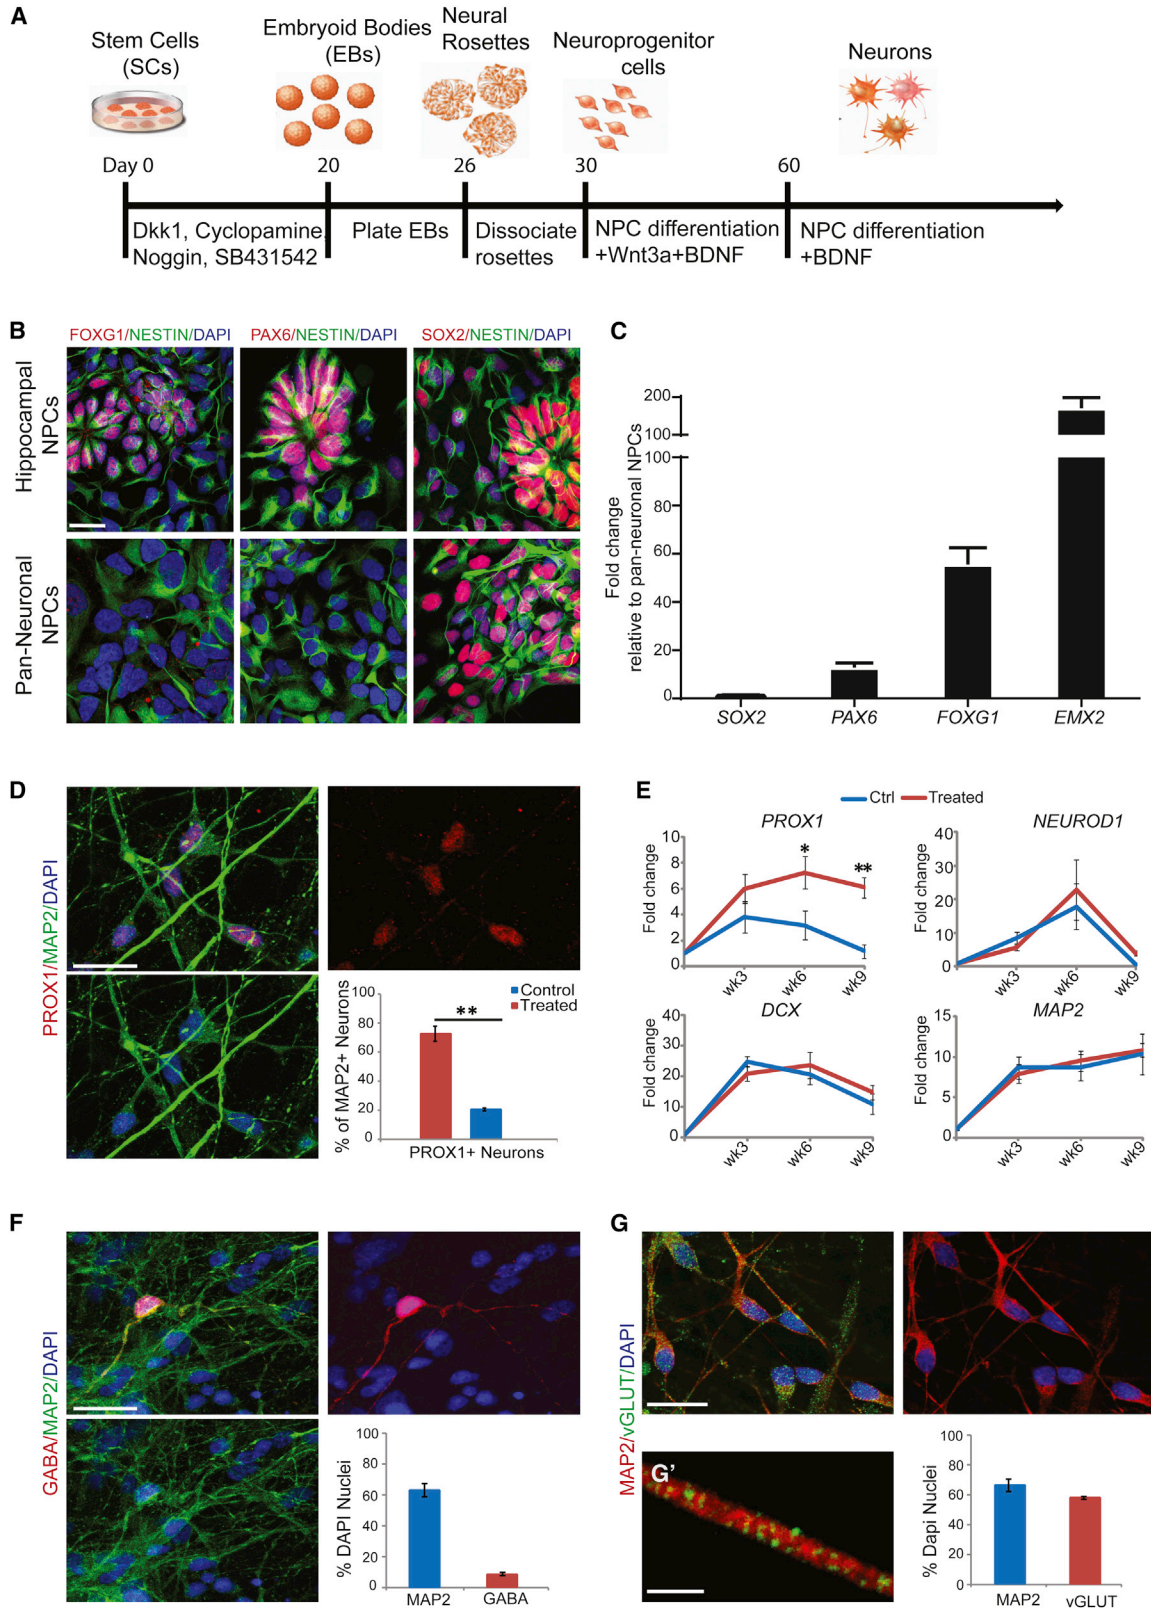 A
Stem Cells
(SCs)
Embryoid Bodies
(EBs)
Neural
Rosettes
Neuroprogenitor
cells
Neurons
Day 0
20
26
30
60
Dkk1, Cyclopamine,
Noggin, SB431542
Plate EBs
Dissociate
rosettes
NPC differentiation
+Wnt3a+BDNF
NPC differentiation
+BDNF
B
FOXG1/NESTIN/DAPI
PAX6/NESTIN/DAPI
SOX2/NESTIN/DAPI
Hippocampal
NPCs
Pan-Neuronal
NPCs
C
Fold change
relative to pan-neuronal NPCs
200
100
100
80
60
40
20
0
SOX2
PAX6
FOXG1
EMX2
D
PROX1/MAP2/DAPI
Control
Treated
% of MAP2+ Neurons
100
80
60
40
20
0
**
PROX1+ Neurons
E
Ctrl
Treated
PROX1
Fold change
10
8
6
4
2
0
*
**
wk3
wk6
wk9
NEUROD1
Fold change
40
30
20
10
0
wk3
wk6
wk9
DCX
Fold change
40
30
20
10
0
wk3
wk6
wk9
MAP2
Fold change
15
10
5
0
wk3
wk6
wk9
F
GABA/MAP2/DAPI
% DAPI Nuclei
100
80
60
40
20
0
MAP2
GABA
G
MAP2/vGLUT/DAPI
G'
% Dapi Nuclei
100
80
60
40
20
0
MAP2
vGLUT